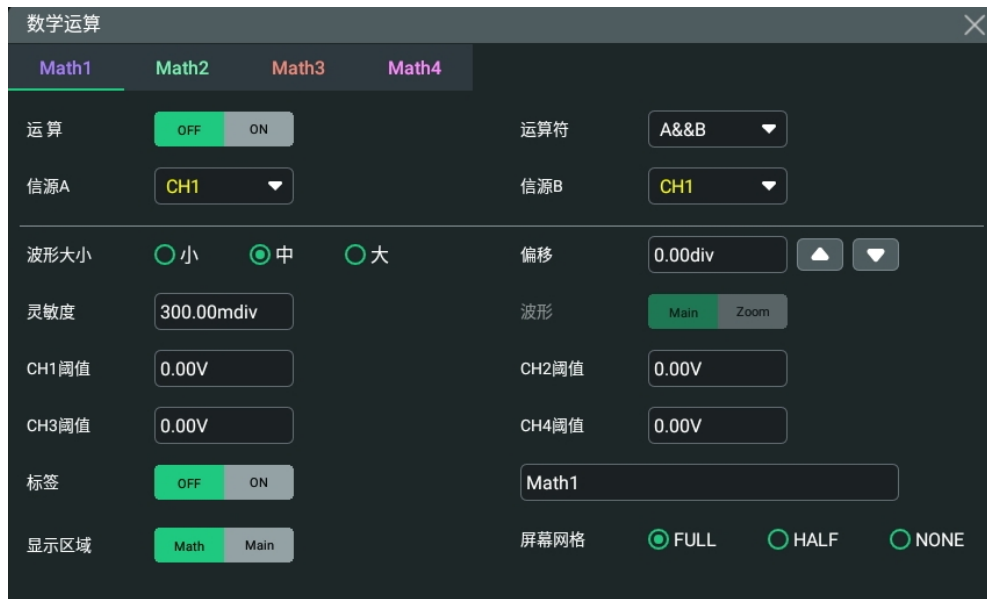 数学运算
Math1 Math2 Math3 Math4
运算 OFF ON 运算符 A&&B
信源A CH1 信源B CH1
波形大小 小 中 大 偏移 0.00div
灵敏度 300.00mdiv 波形 Main Zoom
CH1阈值 0.00V CH2阈值 0.00V
CH3阈值 0.00V CH4阈值 0.00V
标签 OFF ON Math1
显示区域 Math Main 屏幕网格 FULL HALF NONE